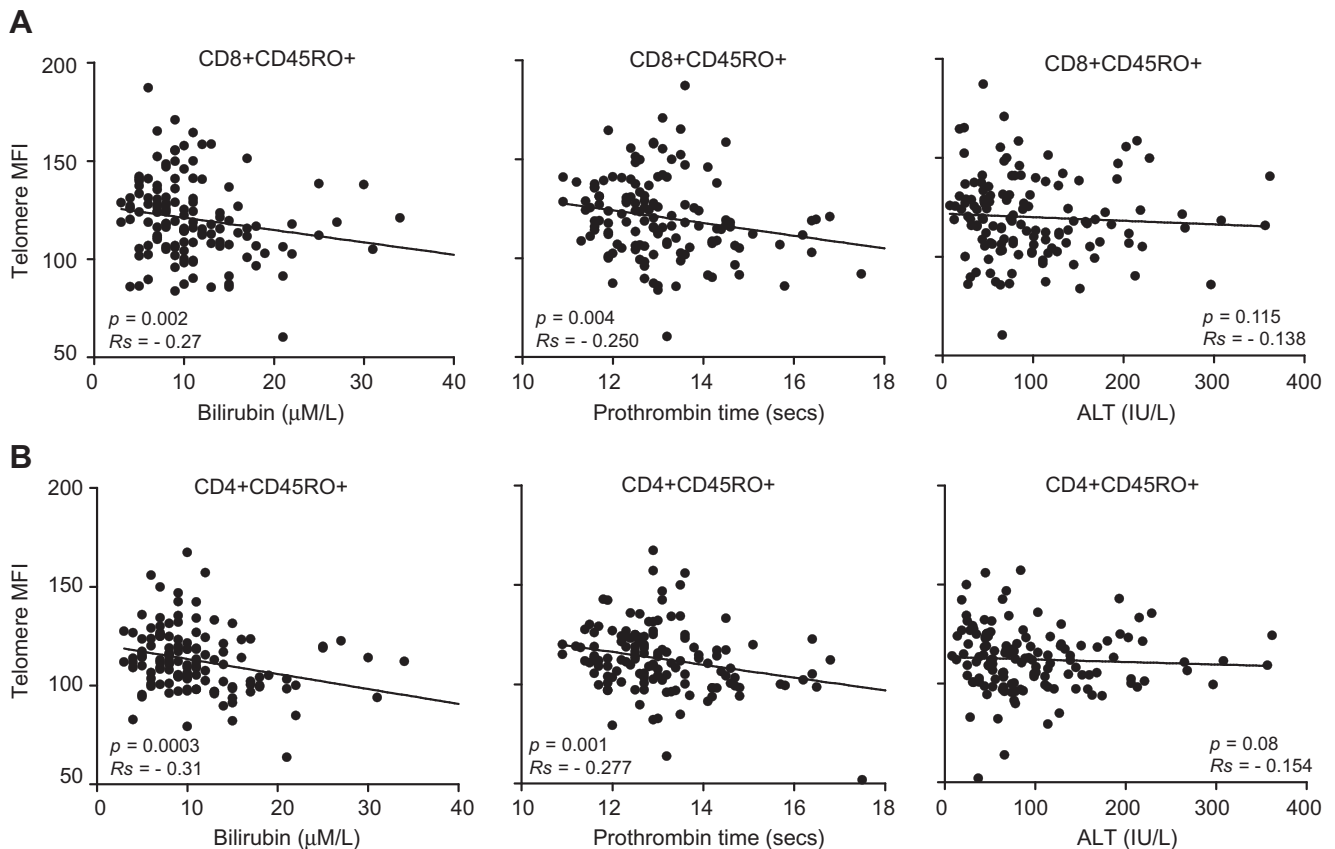 A
CD8+CD45RO+
CD8+CD45RO+
CD8+CD45RO+
Telomere MFI
200
150
100
50
p = 0.002
Rs = - 0.27
p = 0.004
Rs = - 0.250
p = 0.115
Rs = - 0.138
0 10 20 30 40
10 12 14 16 18
0 100 200 300 400
Bilirubin (μM/L)
Prothrombin time (secs)
ALT (IU/L)
B
CD4+CD45RO+
CD4+CD45RO+
CD4+CD45RO+
Telomere MFI
200
150
100
50
p = 0.0003
Rs = - 0.31
p = 0.001
Rs = - 0.277
p = 0.08
Rs = - 0.154
0 10 20 30 40
10 12 14 16 18
0 100 200 300 400
Bilirubin (μM/L)
Prothrombin time (secs)
ALT (IU/L)